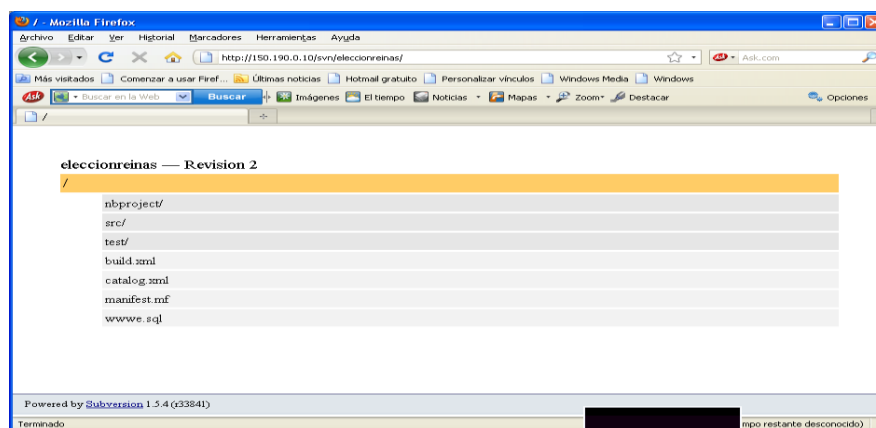 / - Mozilla Firefox
Archivo Editar Ver Historial Marcadores Herramientas Ayuda
http://150.190.0.10/svn/eleccionreinas/ Ask.com
Más visitados Comenzar a usar Firef... Últimas noticias Hotmail gratuito Personalizar vínculos Windows Media Windows
Ask Buscar en la Web Buscar Imágenes El tiempo Noticias Mapas Zoom Destacar Opciones
/
eleccionreinas — Revision 2
/
nbproject/
src/
test/
build.xml
catalog.xml
manifest.mf
wwwe.sql
Powered by Subversion 1.5.4 (r33841)
Terminado mpo restante desconocido)